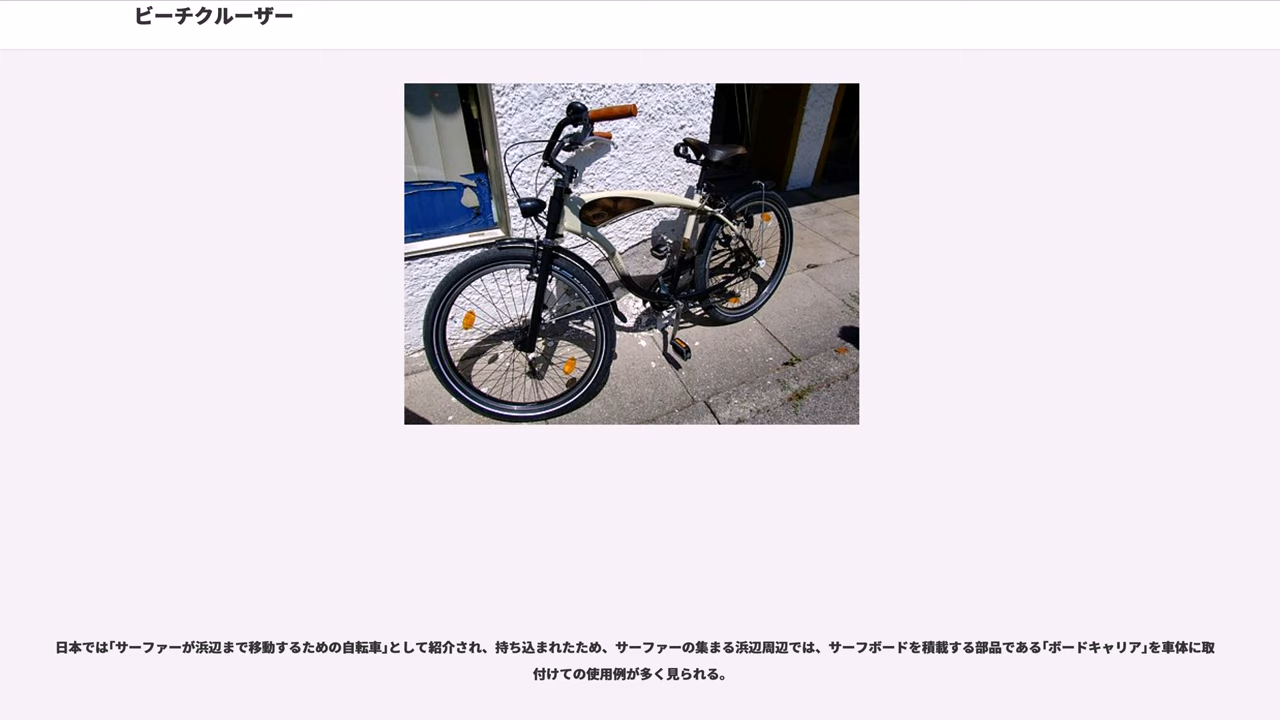 ビーチクルーザー
日本では｢サーファーが浜辺まで移動するための自転車｣として紹介され、持ち込まれたため、サーファーの集まる浜辺周辺では、サーフボードを積載する部品である｢ボードキャリア｣を車体に取
付けての使用例が多く見られる。